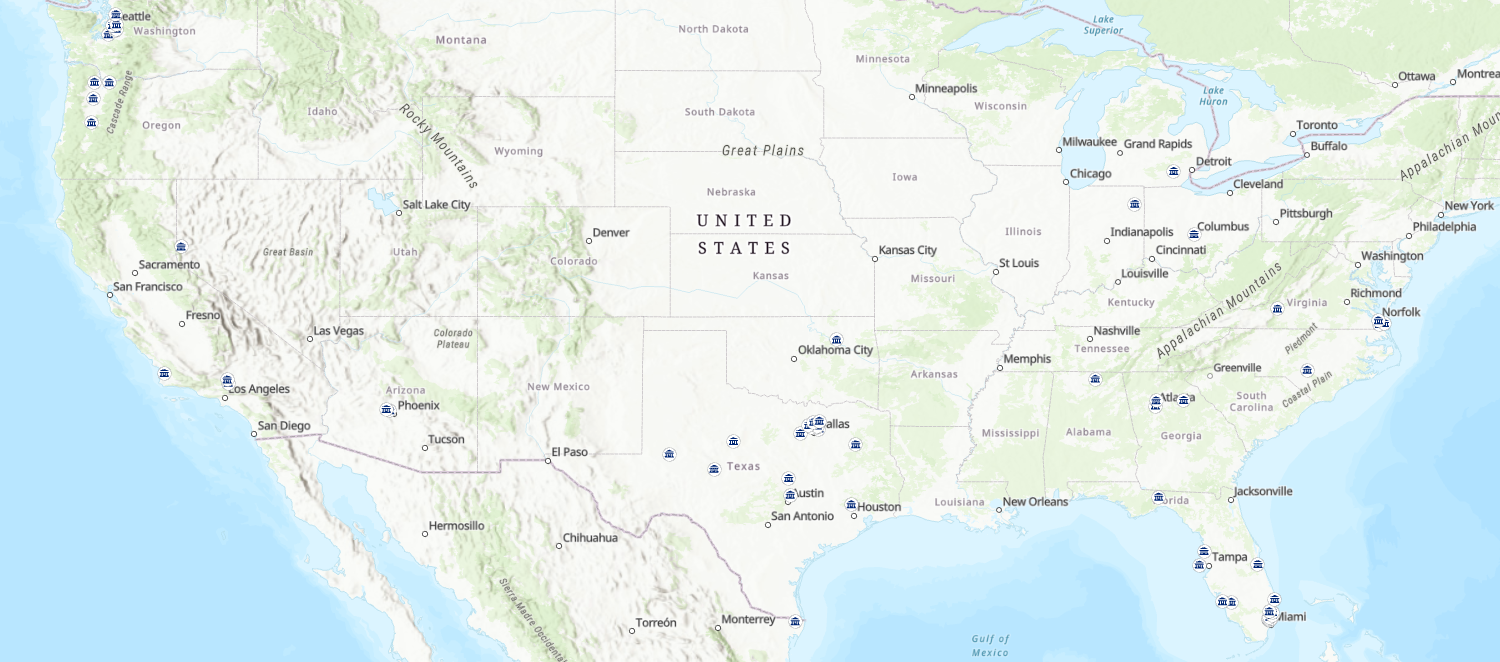 Seattle
Washington
Montana
North Dakota
Minnesota
Lake
Superior
Ottawa
Montrea
Minneapolis
Wisconsin
Lake
Huron
Cascade Range
Oregon
Idaho
Rocky Mountains
South Dakota
Wyoming
Great Plains
Milwaukee
Grand Rapids
Toronto
Buffalo
Appalachian Moun
Detroit
Chicago
Cleveland
Iowa
Nebraska
Salt Lake City
New York
Pittsburgh
Philadelphia
UNITED
STATES
Denver
Great Basin
Utah
Colorado
Kansas
Kansas City
Missouri
Illinois
St Louis
Indianapolis
Columbus
Cincinnati
Louisville
Kentucky
Washington
Sacramento
San Francisco
Fresno
Las Vegas
Colorado
Plateau
Appalachian Mountains
Virginia
Richmond
Norfolk
Nashville
Tennessee
Piedmont
Oklahoma City
Memphis
Arkansas
Greenville
Coastal Plain
South
Carolina
Los Angeles
Arizona
New Mexico
Phoenix
Atlanta
Dallas
San Diego
Tucson
El Paso
Texas
Mississippi
Alabama
Georgia
Austin
San Antonio
Houston
Louisiana
New Orleans
Jacksonville
Florida
Hermosillo
Chihuahua
Tampa
Sierra Madre Occidental
Torreón
Monterrey
Miami
Gulf of
Mexico